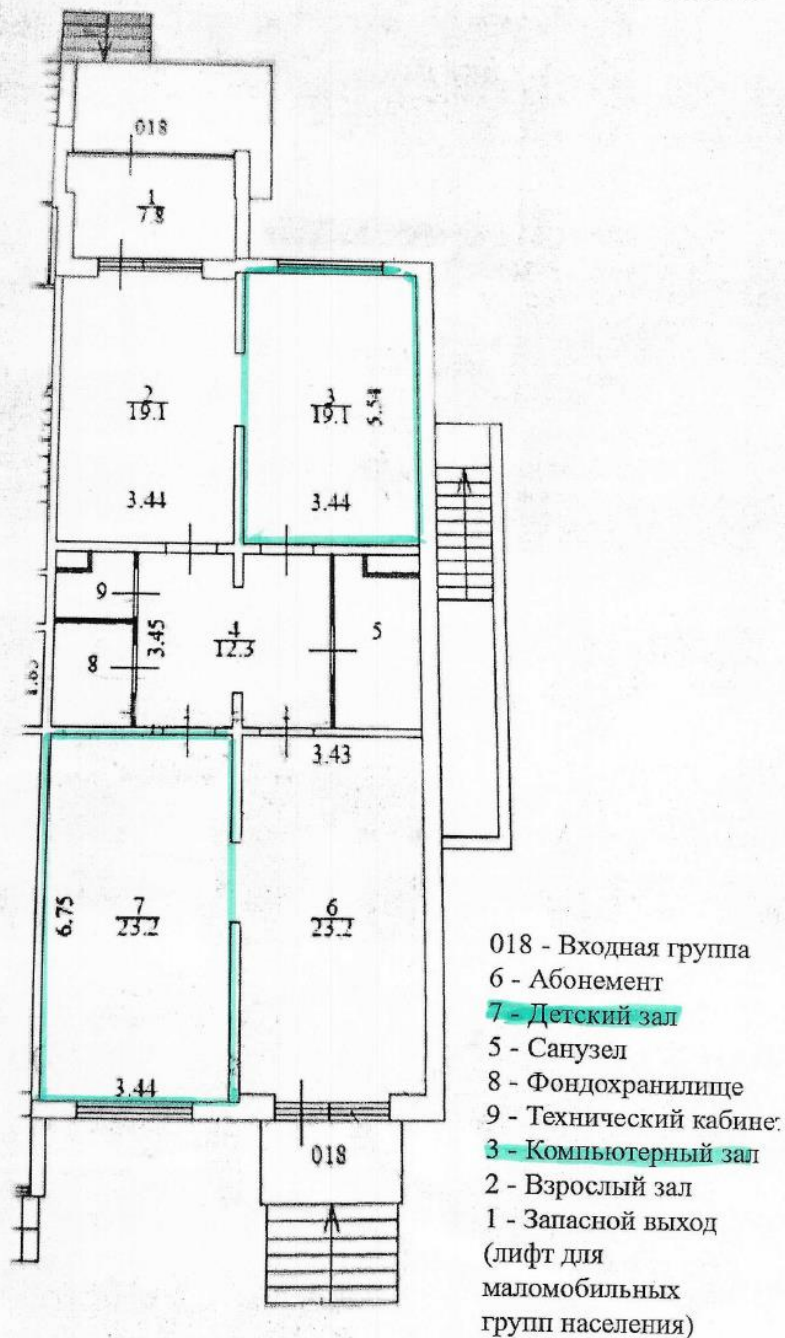 018
1
7.8
2
19.1
3
19.1
5.54
3.44
3.44
9
3.45
4
12.3
5
8
1.85
3.43
6.75
7
23.2
6
23.2
3.44
018
018 - Входная группа
6 - Абонемент
7 - Детский зал
5 - Санузел
8 - Фондохранилище
9 - Технический кабинет
3 - Компьютерный зал
2 - Взрослый зал
1 - Запасной выход
(лифт для
маломобильных
групп населения)